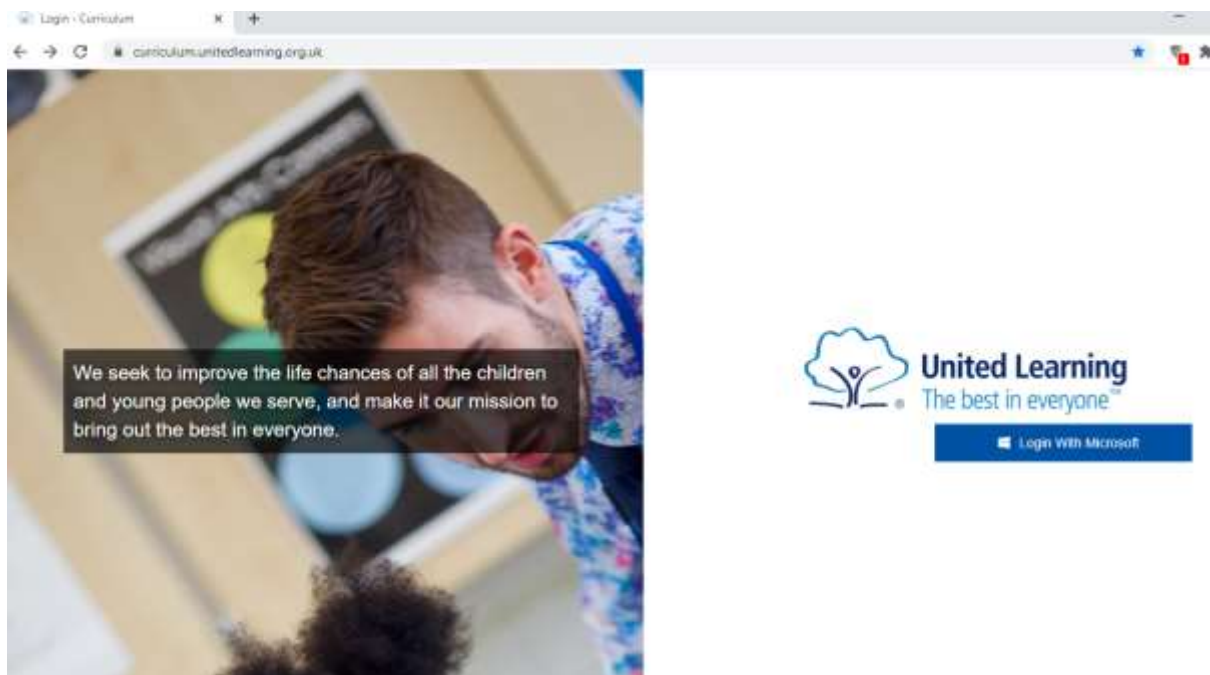 Login - Curriculum
curriculum.unitedlearning.org.uk
We seek to improve the life chances of all the children
and young people we serve, and make it our mission to
bring out the best in everyone.
United Learning
The best in everyone™
Login With Microsoft